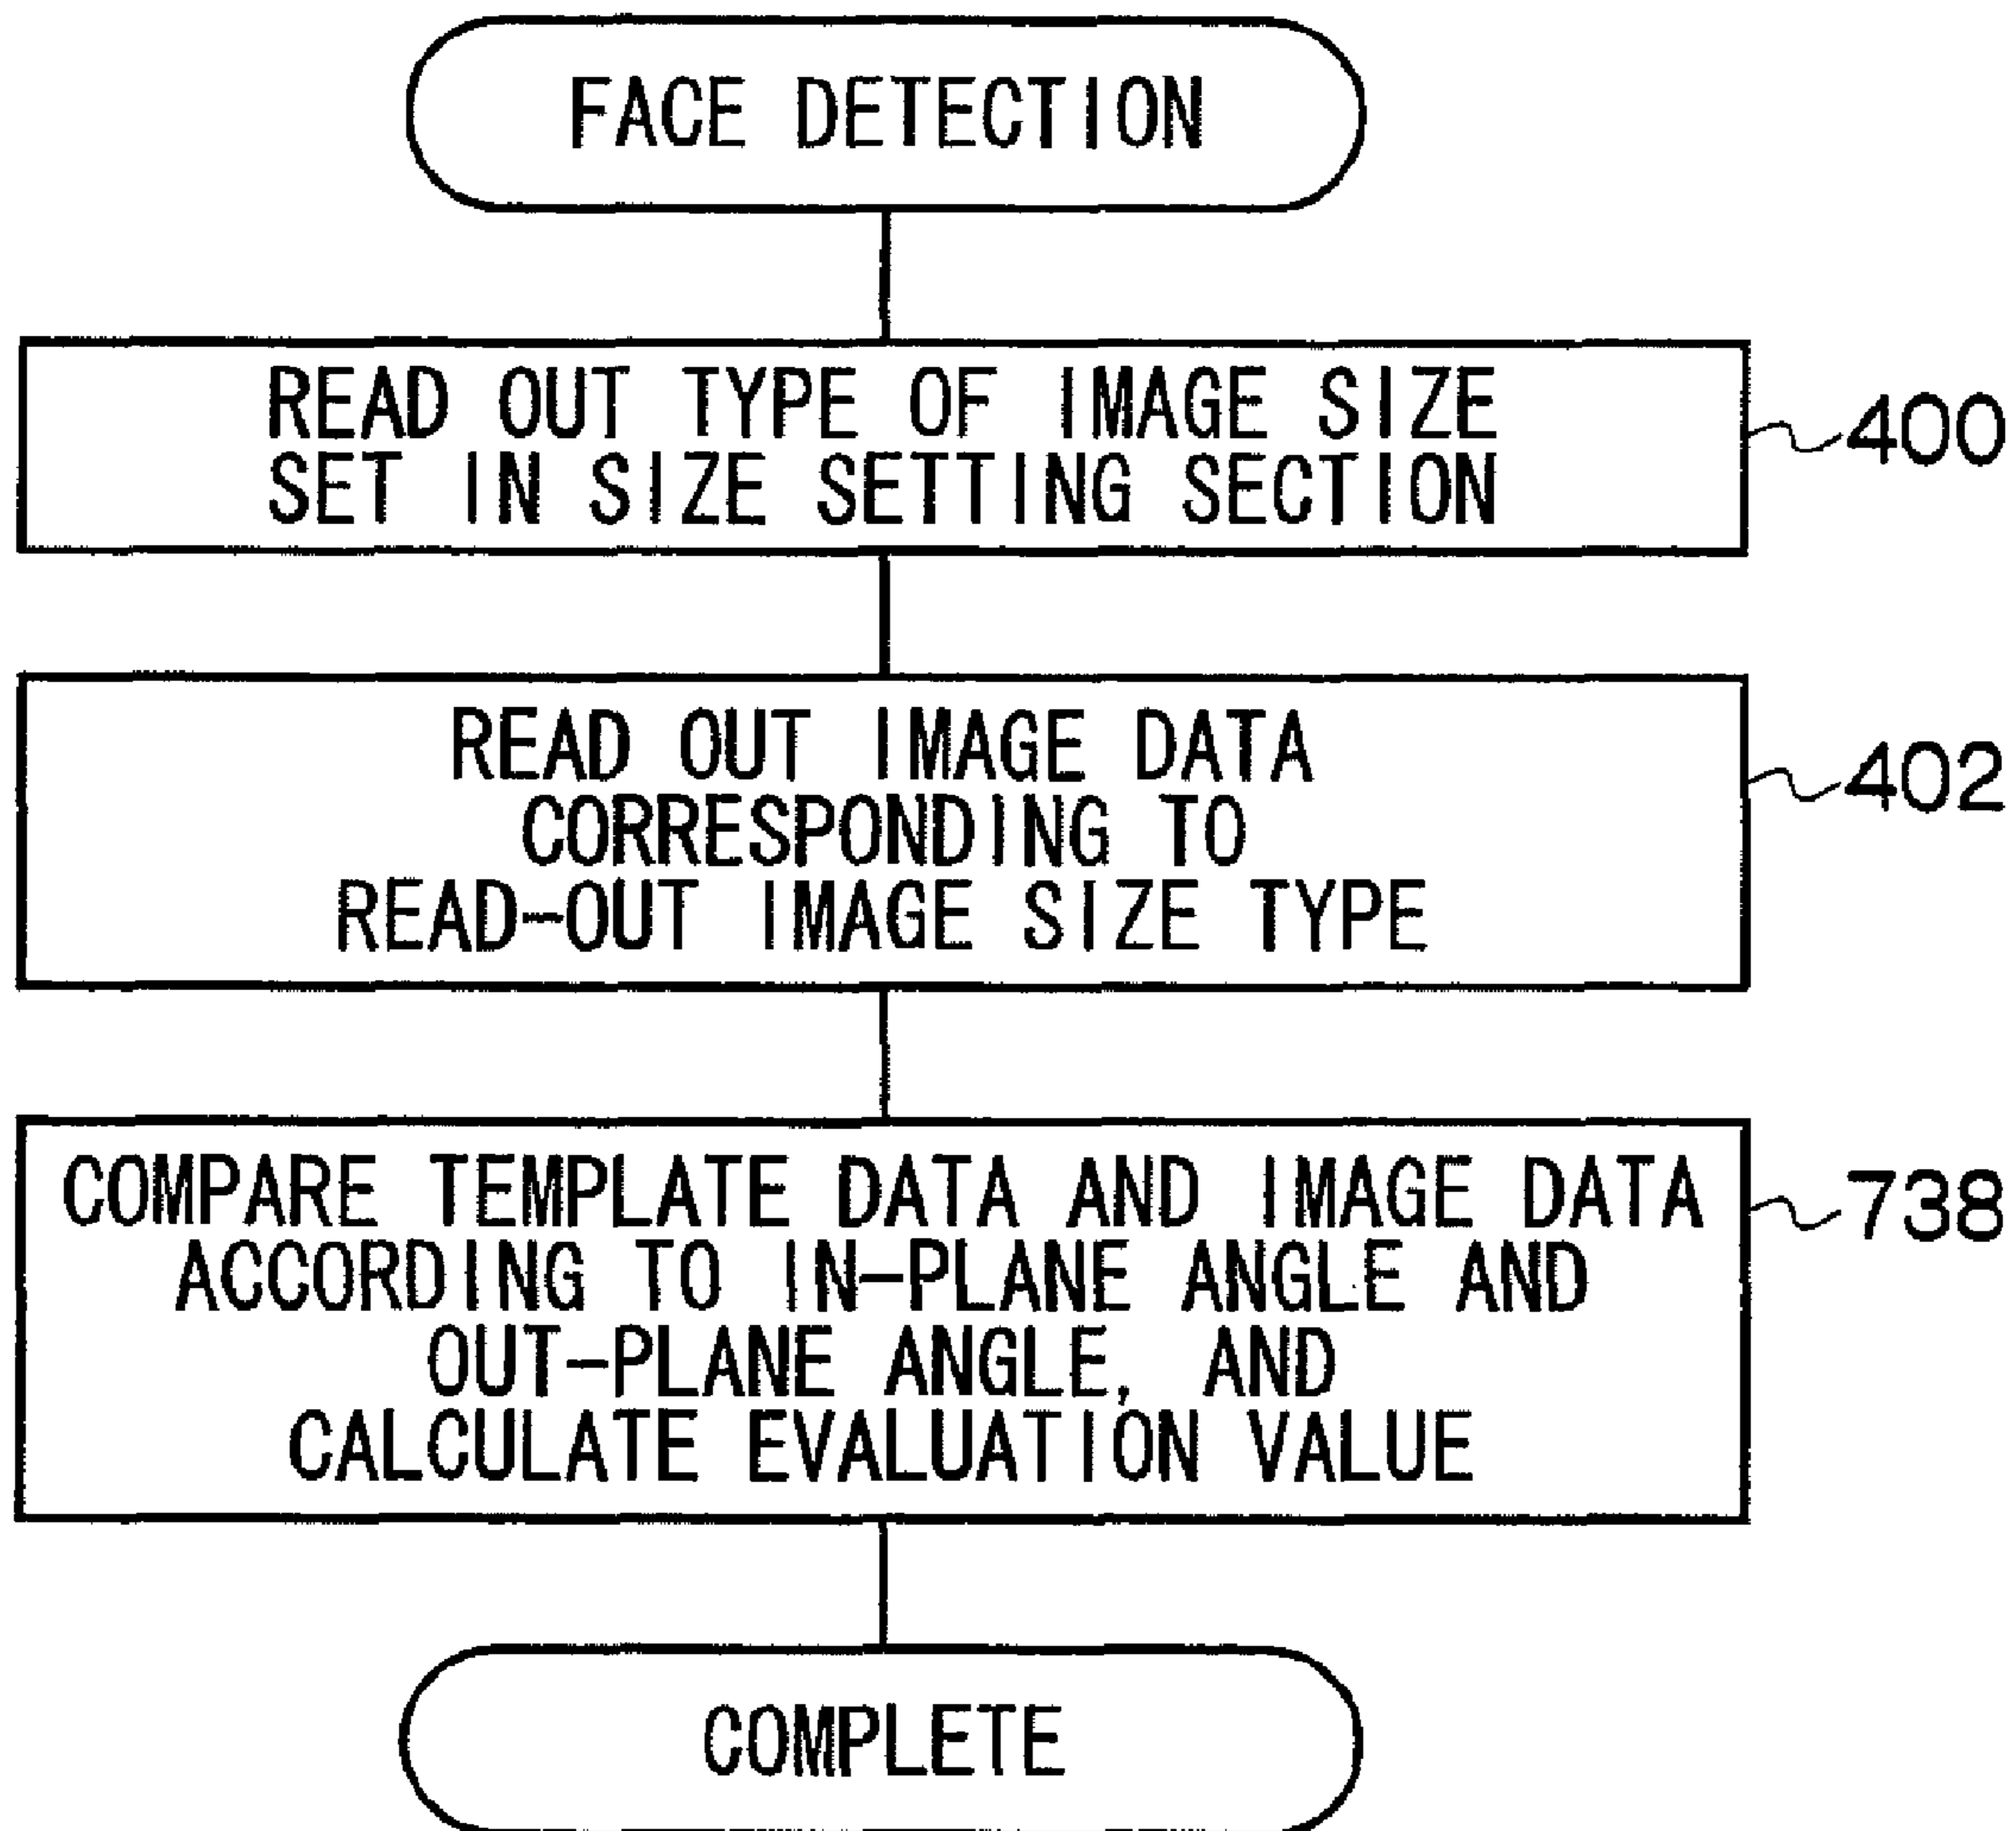 FACE DETECTION
READ OUT TYPE OF IMAGE SIZE
SET IN SIZE SETTING SECTION
400
READ OUT IMAGE DATA
CORRESPONDING TO
READ-OUT IMAGE SIZE TYPE
402
COMPARE TEMPLATE DATA AND IMAGE DATA
ACCORDING TO IN-PLANE ANGLE AND
OUT-PLANE ANGLE, AND
CALCULATE EVALUATION VALUE
738
COMPLETE